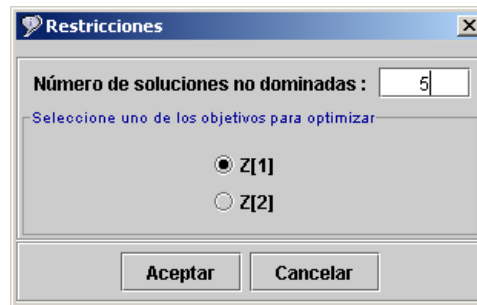 Restricciones
Número de soluciones no dominadas : 5
Seleccione uno de los objetivos para optimizar
Z[1]
Z[2]
Aceptar Cancelar